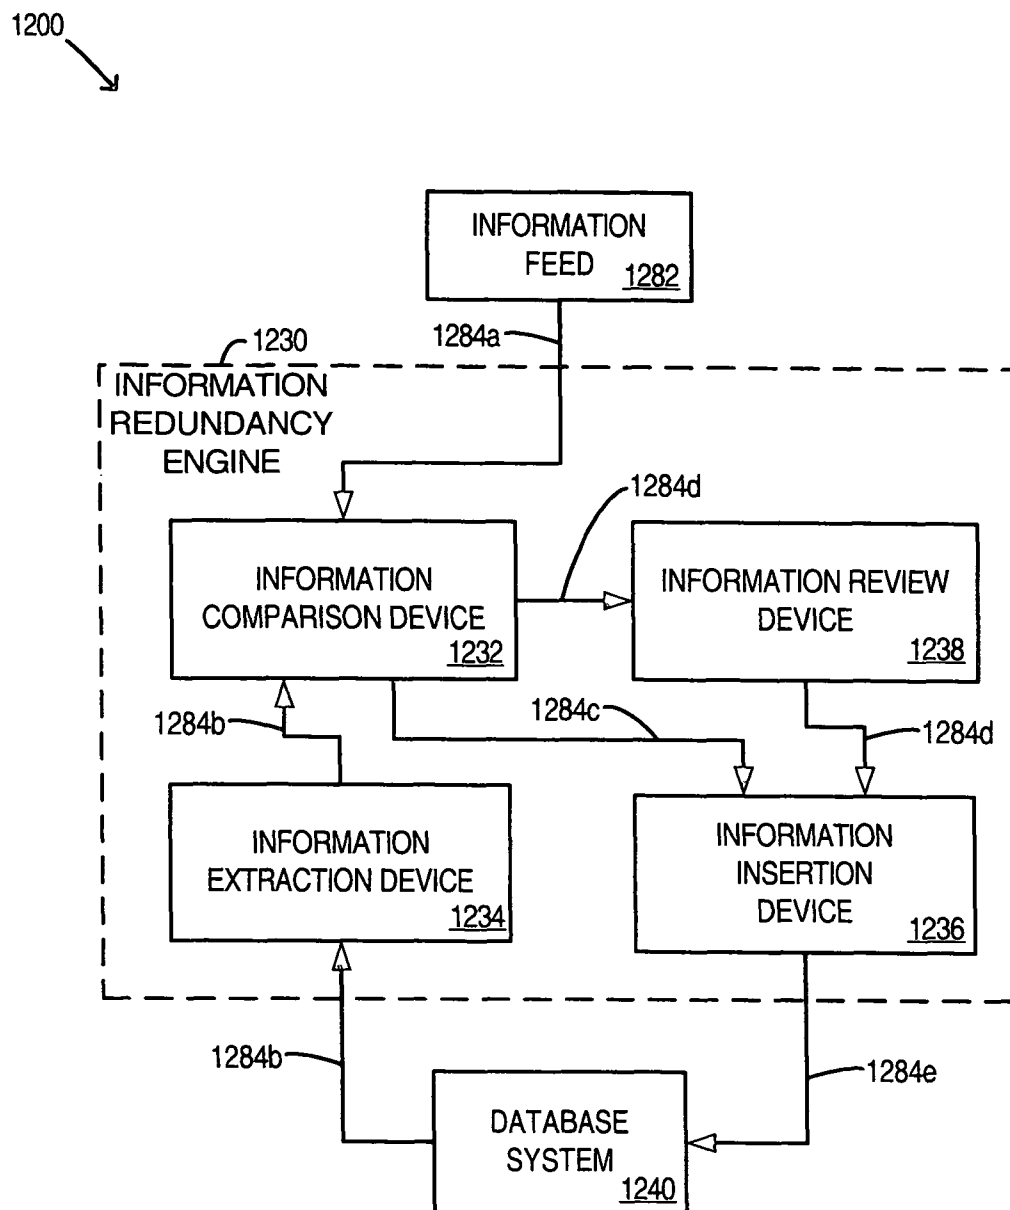 1200
INFORMATION
FEED
1282
1284a
1230
INFORMATION
REDUNDANCY
ENGINE
1284d
INFORMATION
COMPARISON DEVICE
1232
INFORMATION REVIEW
DEVICE
1238
1284b
1284c
1284d
INFORMATION
EXTRACTION DEVICE
1234
INFORMATION
INSERTION
DEVICE
1236
1284b
1284e
DATABASE
SYSTEM
1240